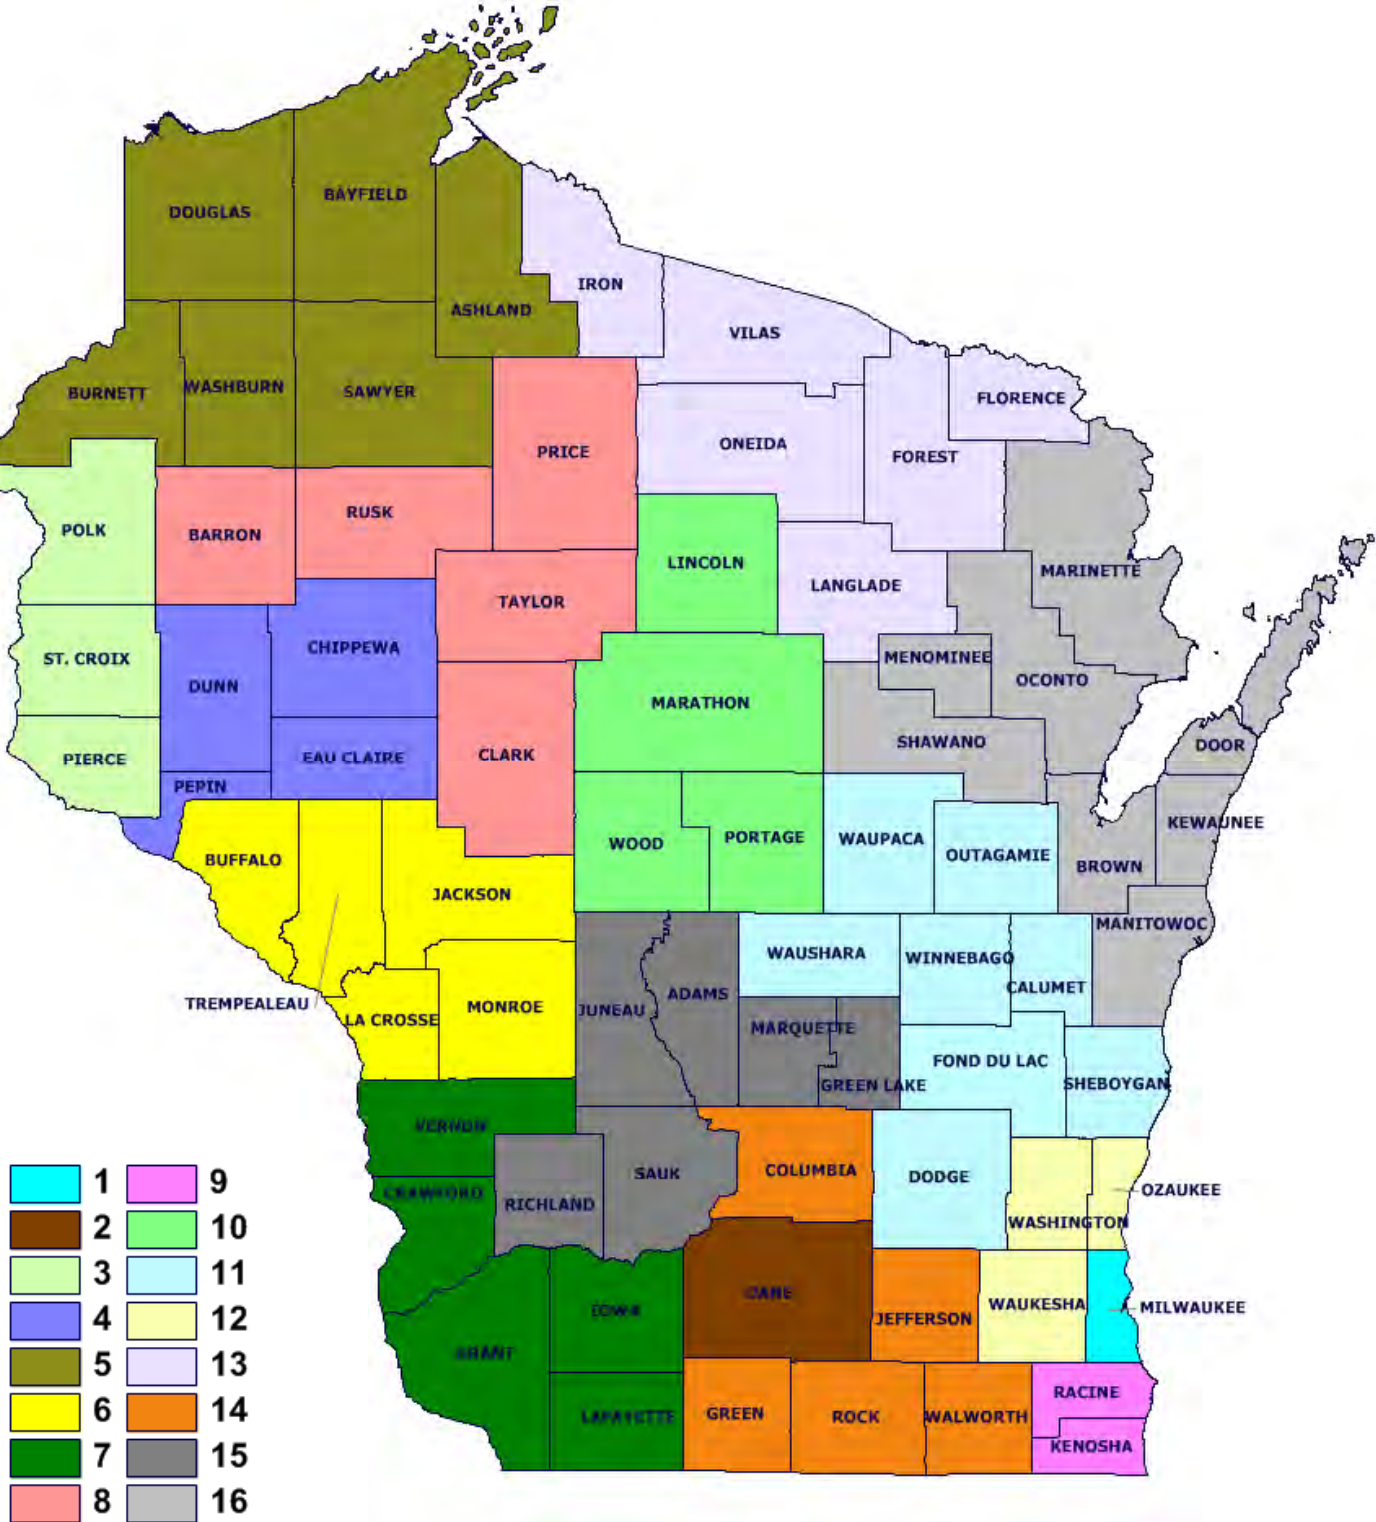 BAYFIELD
DOUGLAS
IRON
ASHLAND
VILAS
BURNETT
WASHBURN
SAWYER
FLORENCE
PRICE
ONEIDA
FOREST
RUSK
POLK
BARRON
LINCOLN
MARINETTE
LANGLADE
TAYLOR
CHIPPEWA
ST. CROIX
MENOMINEE
DUNN
OCONTO
MARATHON
SHAWANO
DOOR
CLARK
EAU CLAIRE
PIERCE
PEPIN
KEWAUNEE
PORTAGE
WAUPACA
WOOD
OUTAGAMIE
BUFFALO
BROWN
JACKSON
MANITOWOC
WAUSHARA
WINNEBAGO
CALUMET
ADAMS
TREMPEALEAU
MONROE
JUNEAU
LA CROSSE
MARQUETTE
FOND DU LAC
GREEN LAKE
SHEBOYGAN
VERNON
COLUMBIA
SAUK
DODGE
OZAUKEE
CRAWFORD
RICHLAND
WASHINGTON
DANE
WAUKESHA
MILWAUKEE
IOWA
JEFFERSON
GRANT
RACINE
GREEN
ROCK
WALWORTH
LAFAYETTE
KENOSHA
1 9
2 10
3 11
4 12
5 13
6 14
7 15
8 16